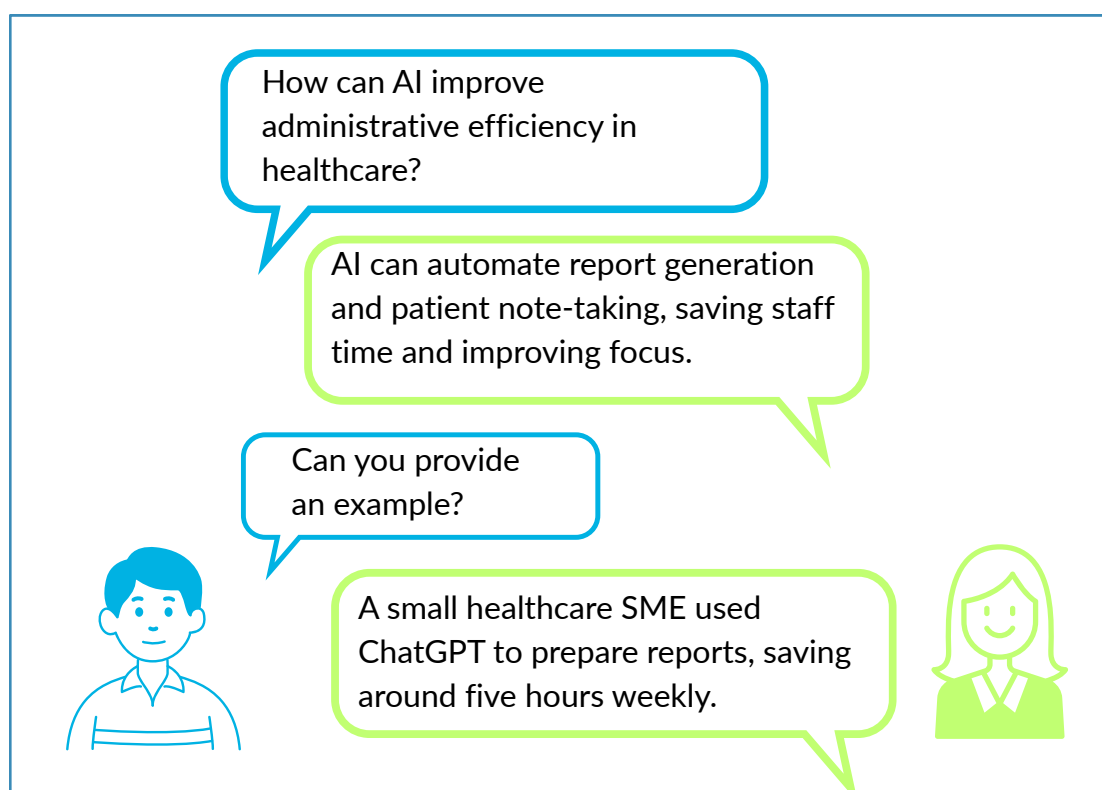 How can AI improve
administrative efficiency in
healthcare?
AI can automate report generation
and patient note-taking, saving staff
time and improving focus.
Can you provide
an example?
A small healthcare SME used
ChatGPT to prepare reports, saving
around five hours weekly.